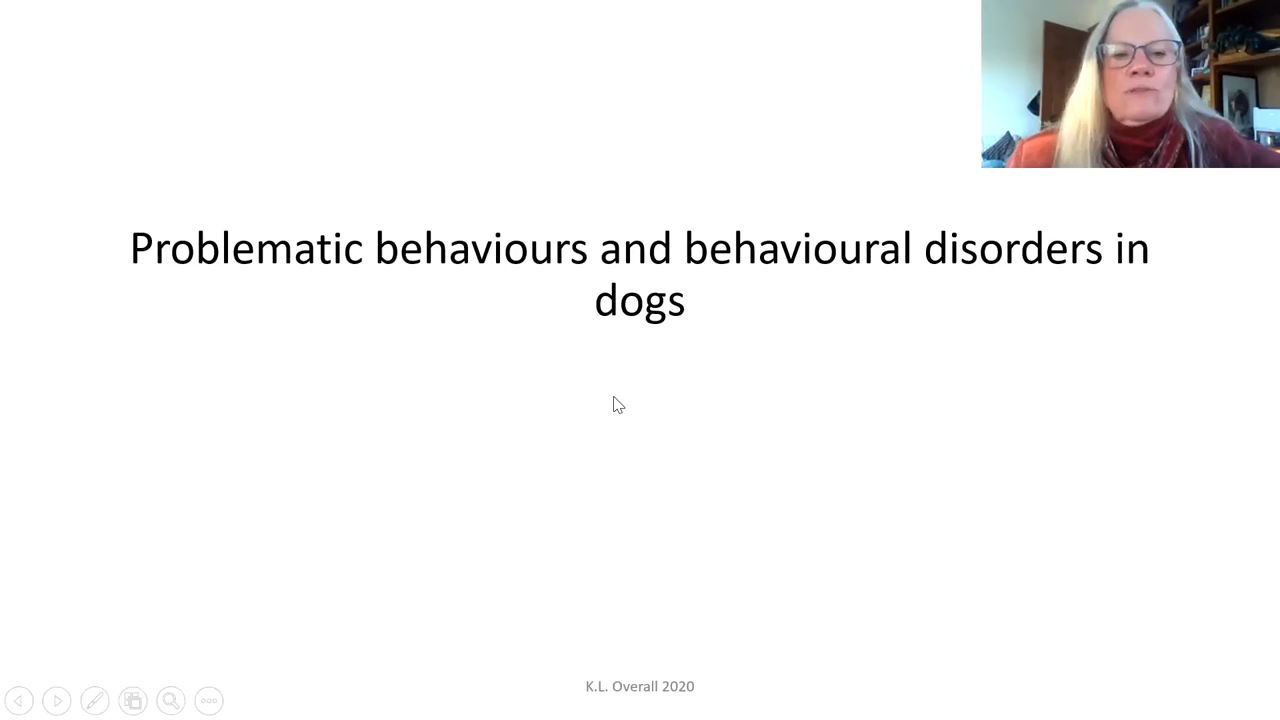 Problematic behaviours and behavioural disorders in
dogs
K.L. Overall 2020